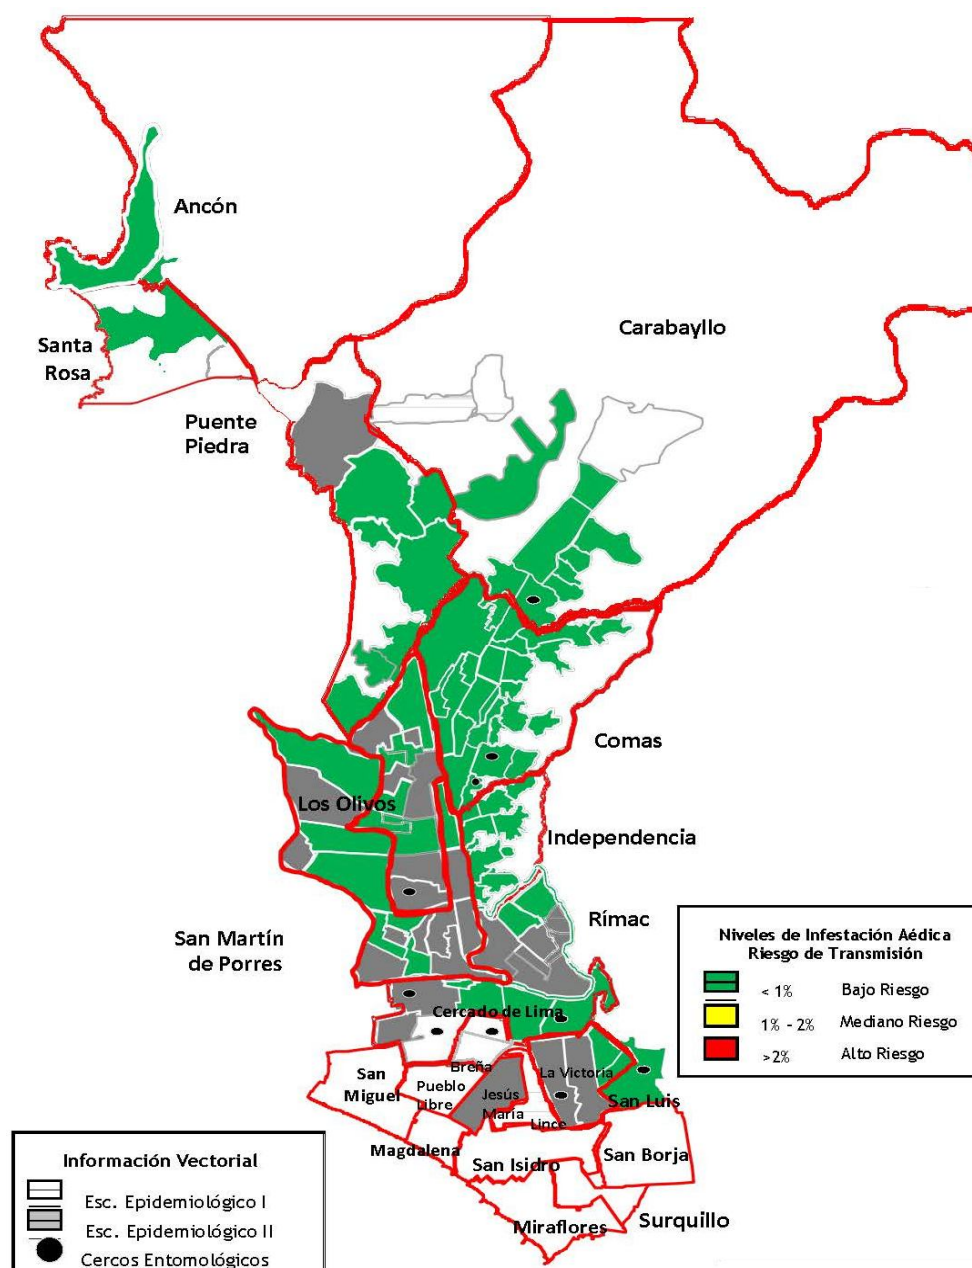 Ancón
Carabayllo
Santa
Rosa
Puente
Piedra
Comas
Los Olivos
Independencia
Rímac
San Martín
de Porres
Niveles de Infestación Aédica
Riesgo de Transmisión
< 1% Bajo Riesgo
1% - 2% Mediano Riesgo
>2% Alto Riesgo
Cercado de Lima
Breña
La Victoria
San
Miguel
Pueblo
Libre
Jesús
María
San Luis
Lince
Magdalena
San Isidro
San Borja
Miraflores
Surquillo
Información Vectorial
Esc. Epidemiológico I
Esc. Epidemiológico II
Cercos Entomológicos